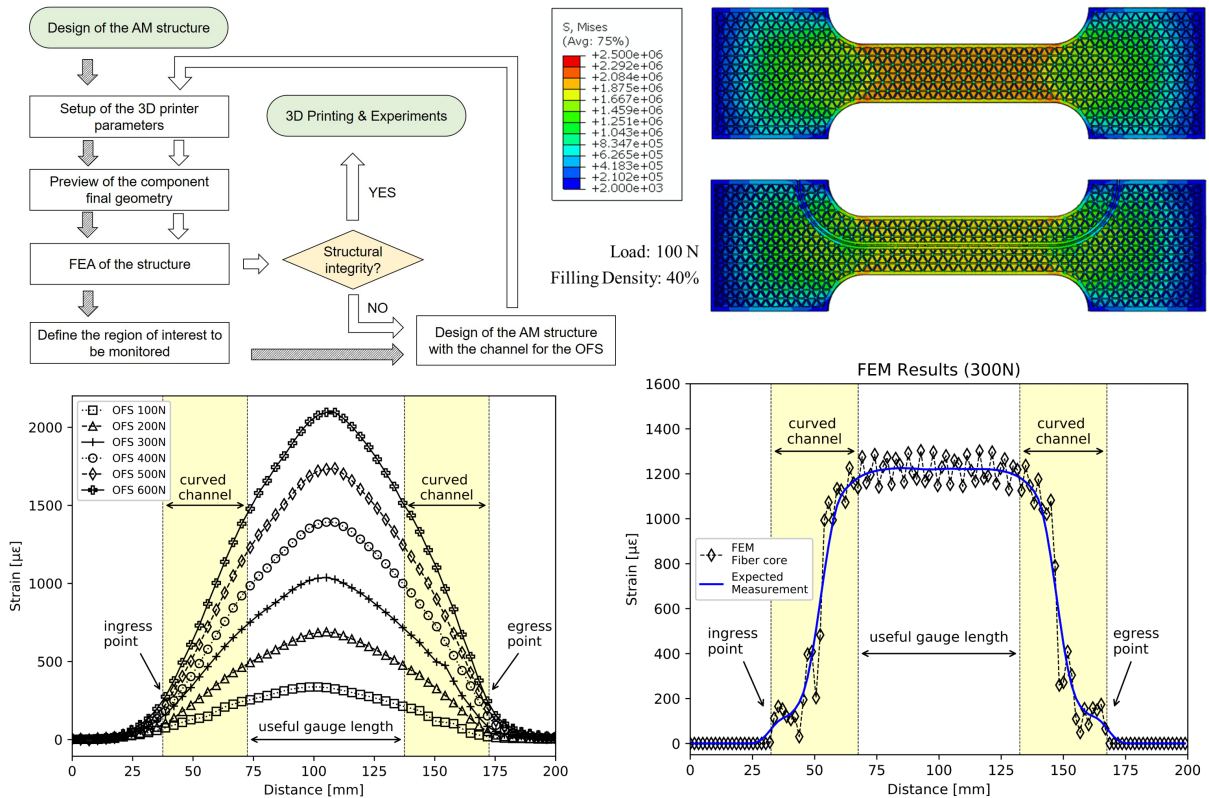 Design of the AM structure
Setup of the 3D printer
parameters
Preview of the component
final geometry
FEA of the structure
Define the region of interest to
be monitored
3D Printing & Experiments
YES
Structural
integrity?
NO
Design of the AM structure
with the channel for the OFS
S, Mises
(Avg: 75%)
+2.500e+06
+2.292e+06
+2.084e+06
+1.875e+06
+1.667e+06
+1.459e+06
+1.251e+06
+1.043e+06
+8.347e+05
+6.265e+05
+4.183e+05
+2.102e+05
+2.000e+03
Load: 100 N
Filling Density: 40%
OFS 100N
OFS 200N
OFS 300N
OFS 400N
OFS 500N
OFS 600N
curved
channel
curved
channel
ingress
point
egress
point
useful gauge length
Strain [µε]
2000
1500
1000
500
0
0 25 50 75 100 125 150 175 200
Distance [mm]
FEM Results (300N)
curved
channel
curved
channel
FEM
Fiber core
Expected
Measurement
ingress
point
useful gauge length
egress
point
Strain [µε]
1600
1400
1200
1000
800
600
400
200
0
0 25 50 75 100 125 150 175 200
Distance [mm]